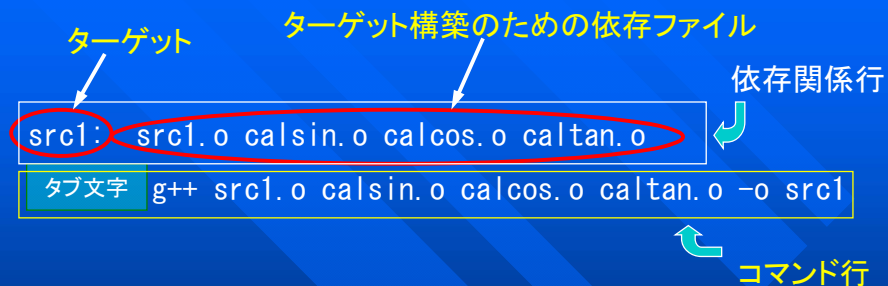 ターゲット
ターゲット構築のための依存ファイル
依存関係行
src1: src1.o calsin.o calcos.o caltan.o
タブ文字 g++ src1.o calsin.o calcos.o caltan.o -o src1
コマンド行